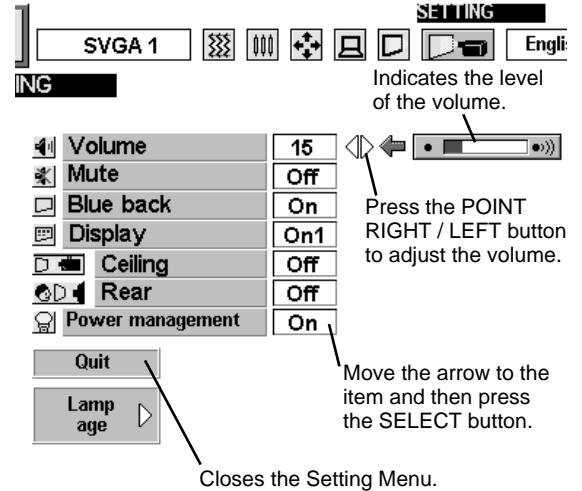 SETTING
SVGA 1
ING
Indicates the level
of the volume.
Volume 15
Mute Off
Blue back On
Display On1
Ceiling Off
Rear Off
Power management On
Press the POINT
RIGHT / LEFT button
to adjust the volume.
Quit
Lamp
age
Move the arrow to the
item and then press
the SELECT button.
Closes the Setting Menu.